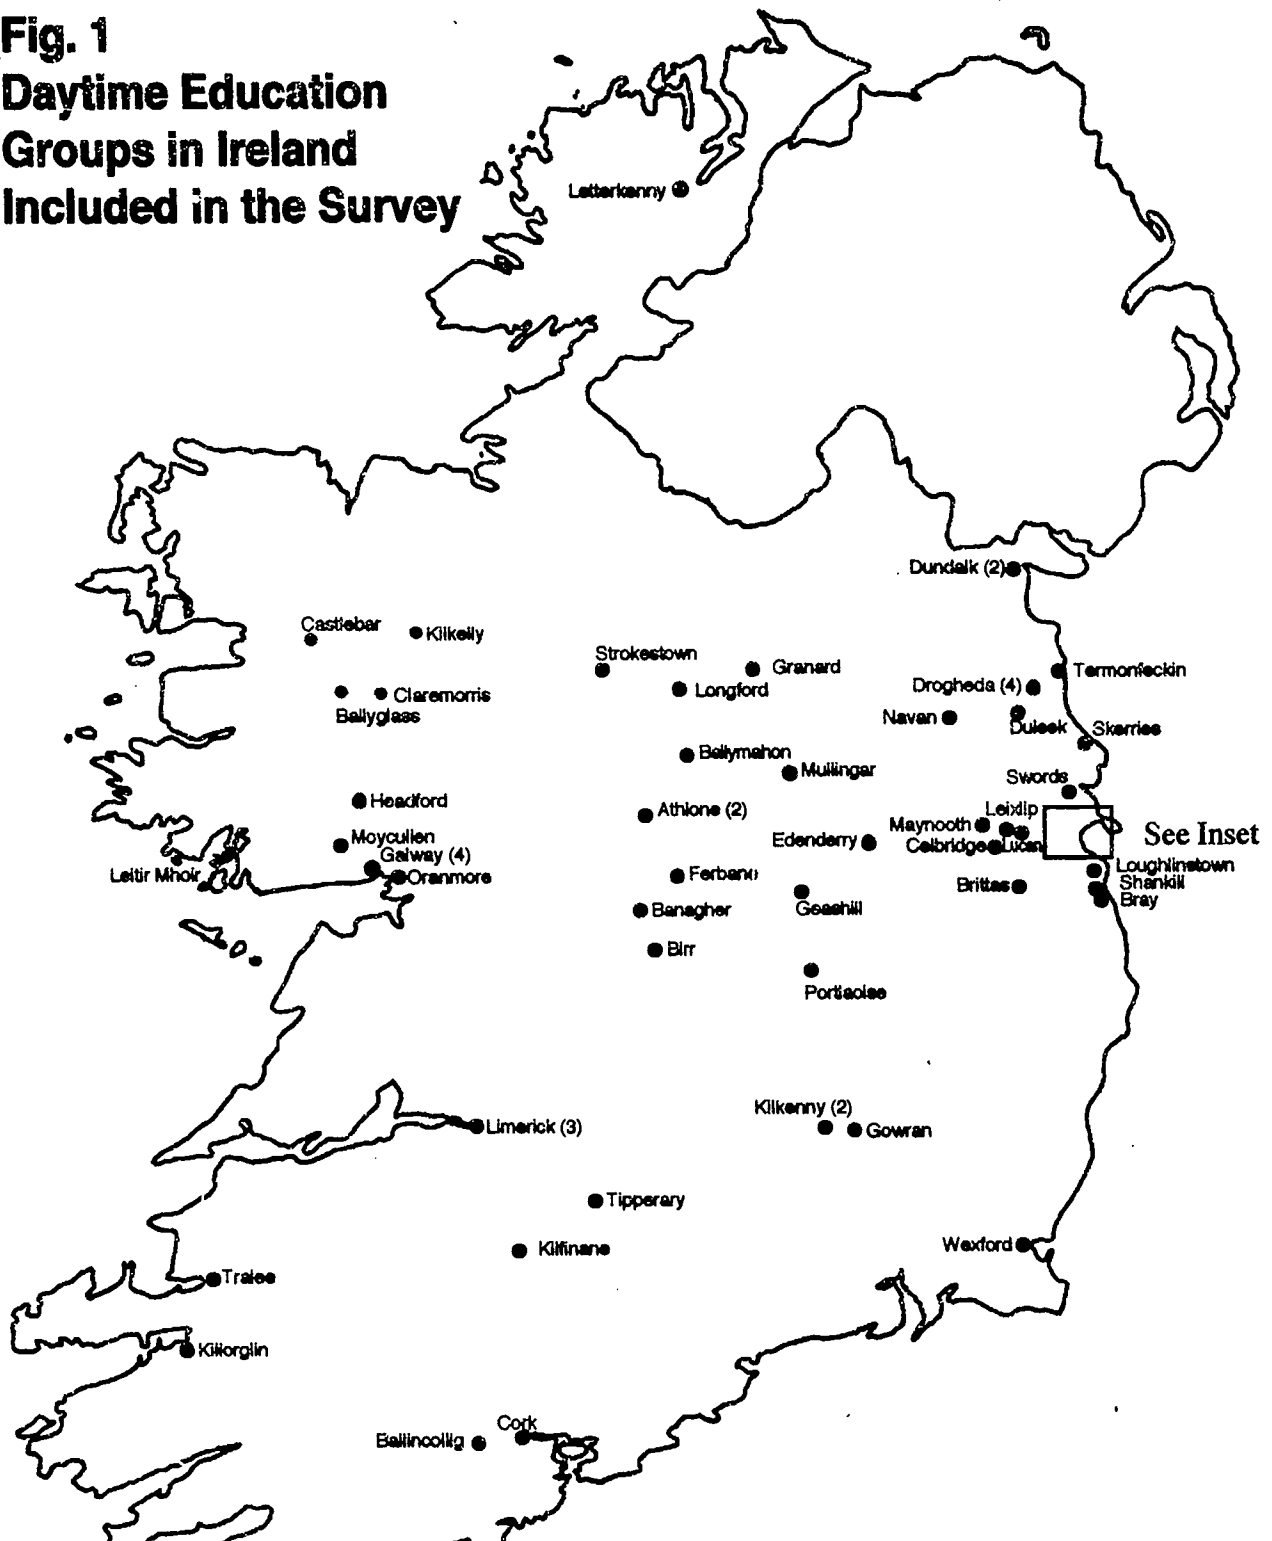 Fig. 1
Daytime Education
Groups in Ireland
Included in the Survey
Letterkenny
Dundalk (2)
Castlebar
Kilkelly
Strokestown
Granard
Termonfeckin
Longford
Drogheda (4)
Claremorris
Ballyglass
Navan
Duleek
Skerries
Ballymahon
Mullingar
Swords
Headford
Athlone (2)
Leixlip
Maynooth
See Inset
Moycullen
Edenderry
Celbridge
Lucan
Galway (4)
Loughlinstown
Leitir Mhoir
Oranmore
Ferbane
Brittas
Shankill
Bray
Banagher
Geashill
Birr
Portlaoise
Kilkenny (2)
Limerick (3)
Gowran
Tipperary
Kilfinane
Wexford
Tralee
Killorglin
Cork
Ballincollig